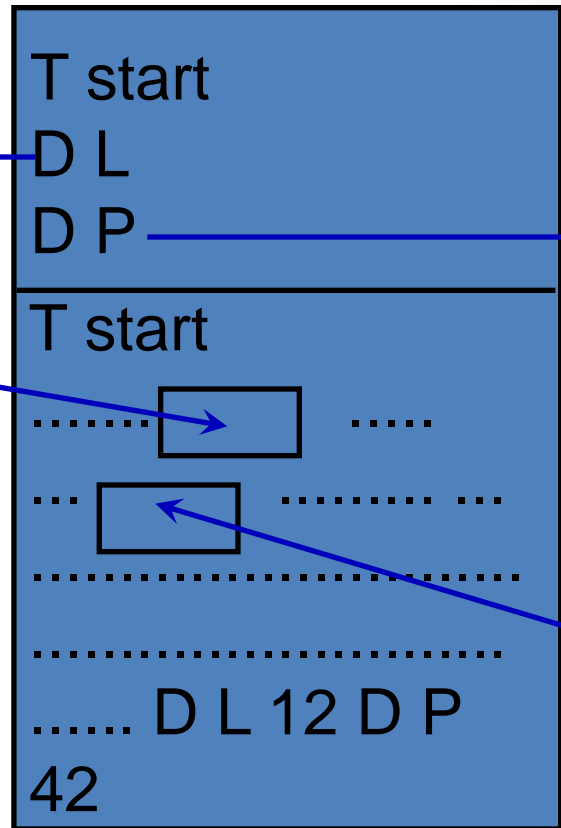 T start
D L
D P
T start
....... .....
... ......... ...
............................
...........................
...... D L 12 D P
42